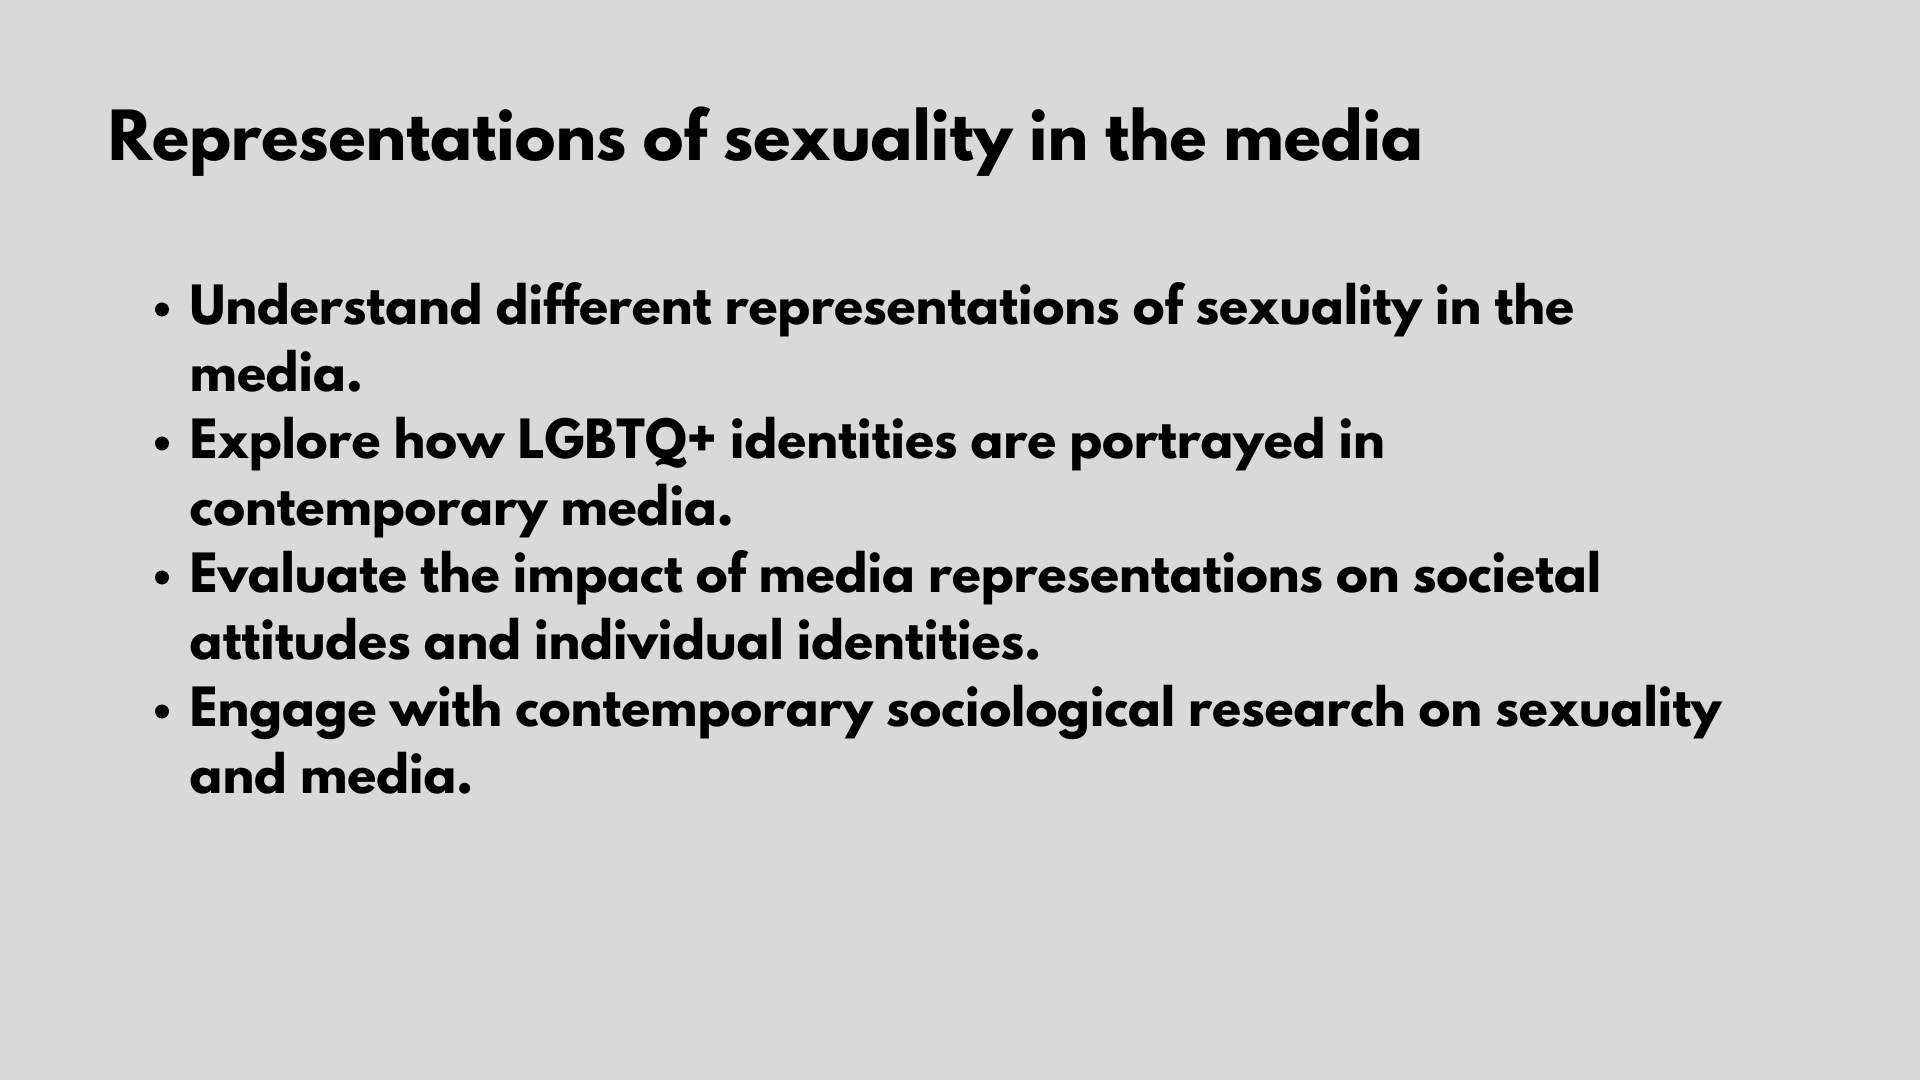 Representations of sexuality in the media
• Understand different representations of sexuality in the
media.
• Explore how LGBTQ+ identities are portrayed in
contemporary media.
• Evaluate the impact of media representations on societal
attitudes and individual identities.
• Engage with contemporary sociological research on sexuality
and media.